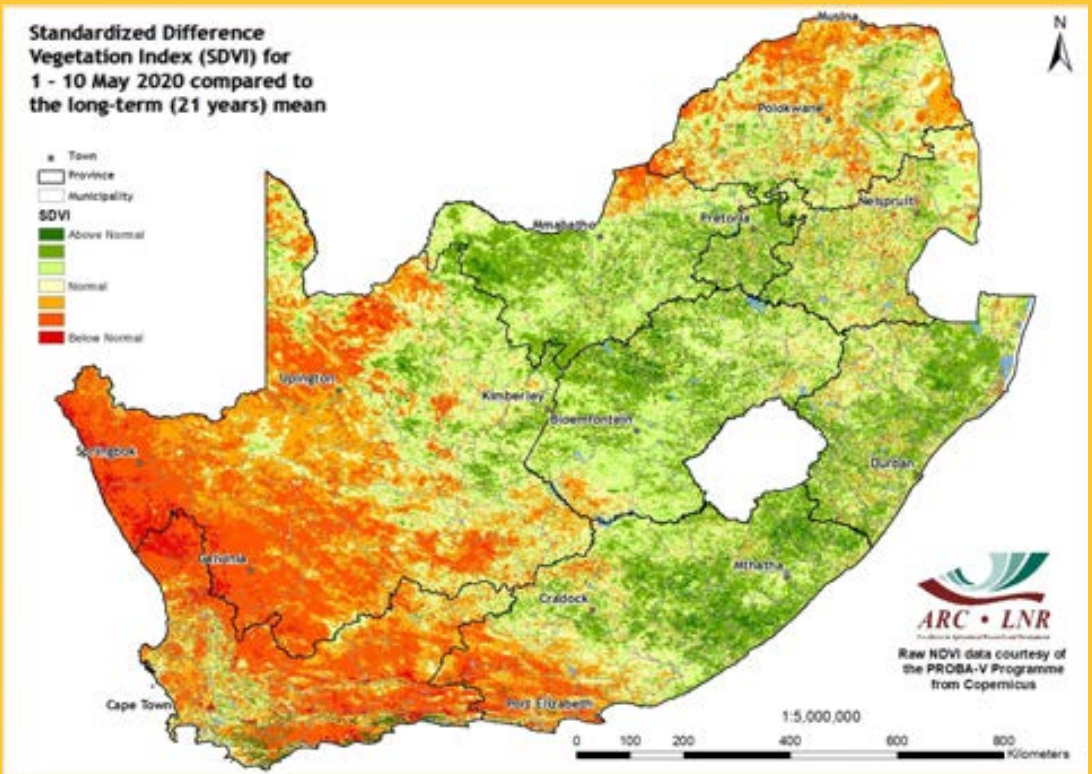 Standardized Difference
Vegetation Index (SDVI) for
1 - 10 May 2020 compared to
the long-term (21 years) mean
N
Town
Province
Municipality
SDVI
Above Normal
Normal
Below Normal
Musina
Polokwane
Nelspruit
Pretoria
Mmabatho
Upington
Kimberley
Bloemfontein
Springbok
Durban
Calvinia
Mthatha
Cradock
Cape Town
Port Elizabeth
ARC • LNR
Raw NDVI data courtesy of
the PROBA-V Programme
from Copernicus
1:5,000,000
0 100 200 400 600 800
Kilometers